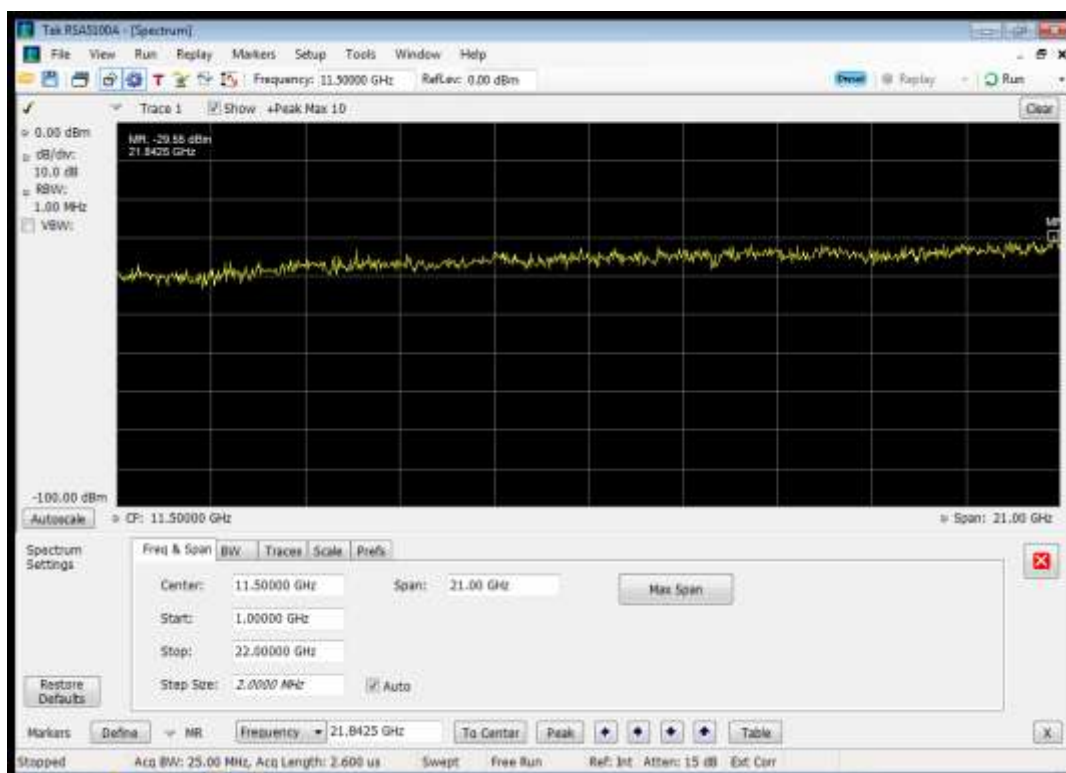 Tek RSA5100A - [Spectrum]
File View Run Replay Markers Setup Tools Window Help
Frequency: 11.50000 GHz RefLev: 0.00 dBm Preset Replay Run
Trace 1 Show +Peak Max 10 Clear
0.00 dBm
dB/div:
10.0 dB
RBW:
1.00 MHz
VBW:
MR: -29.55 dBm
21.8425 GHz
MR
-100.00 dBm
Autoscale CF: 11.50000 GHz Span: 21.00 GHz
Spectrum
Settings
Freq & Span BW Traces Scale Prefs
Center: 11.50000 GHz Span: 21.00 GHz Max Span
Start: 1.00000 GHz
Stop: 22.00000 GHz
Step Size: 2.0000 MHz Auto
Restore
Defaults
Markers Define MR Frequency 21.8425 GHz To Center Peak Table X
Stopped Acq BW: 25.00 MHz, Acq Length: 2.600 us Swept Free Run Ref: Int Atten: 15 dB Ext Corr